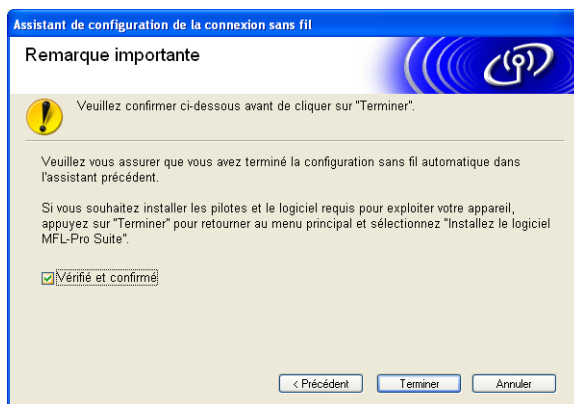 Assistant de configuration de la connexion sans fil
Remarque importante
Veuillez confirmer ci-dessous avant de cliquer sur "Terminer".
Veuillez vous assurer que vous avez terminé la configuration sans fil automatique dans
l'assistant précédent.
Si vous souhaitez installer les pilotes et le logiciel requis pour exploiter votre appareil,
appuyez sur "Terminer" pour retourner au menu principal et sélectionnez "Installez le logiciel
MFL-Pro Suite".
Vérifié et confirmé
< Précédent
Terminer
Annuler